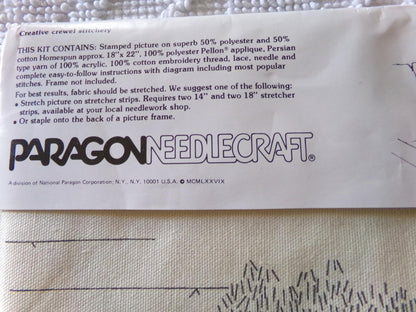 Creative crewel stitchery
THIS KIT CONTAINS: Stamped picture on superb 50% polyester and 50%
cotton Homespun approx. 18" x 22", 100% polyester Pellon® applique, Persian
type yarn of 100% acrylic, 100% cotton embroidery thread, lace, needle and
complete easy-to-follow instructions with diagram including most popular
stitches. Frame not included.
For best results, fabric should be stretched. We suggest one of the following:
• Stretch picture on stretcher strips. Requires two 14" and two 18" stretcher
strips, available at your local needlework shop.
• Or staple onto the back of a picture frame.
PARAGON NEEDLECRAFT®
A division of National Paragon Corporation, N.Y., N.Y. 10001 U.S.A. © MCMLXXVIX